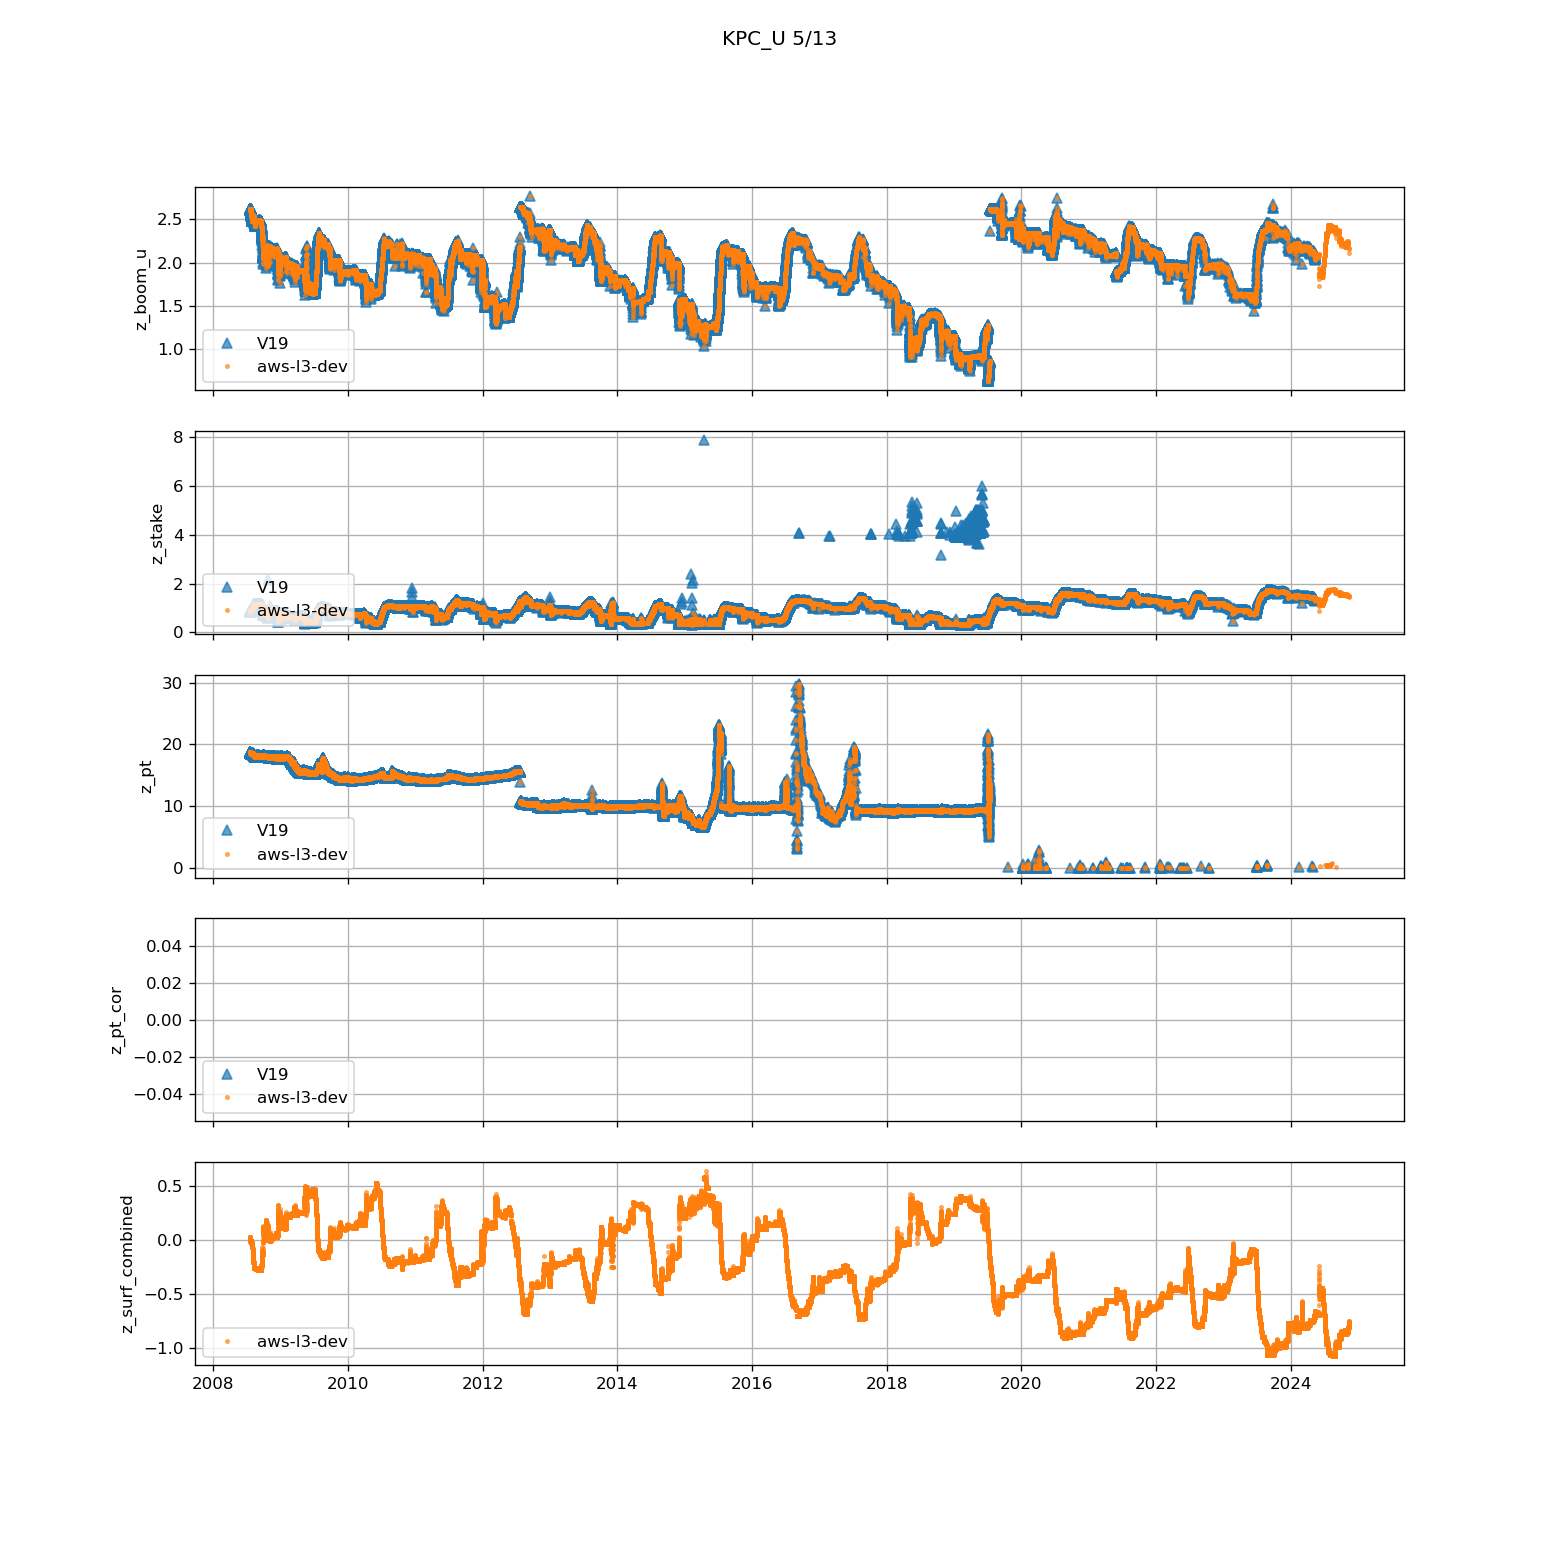 KPC_U 5/13
z_boom_u
2.5
2.0
1.5
1.0
V19
aws-l3-dev
z_stake
8
6
4
2
0
V19
aws-l3-dev
z_pt
30
20
10
0
V19
aws-l3-dev
z_pt_cor
0.04
0.02
0.00
−0.02
−0.04
V19
aws-l3-dev
z_surf_combined
0.5
0.0
−0.5
−1.0
aws-l3-dev
2008 2010 2012 2014 2016 2018 2020 2022 2024